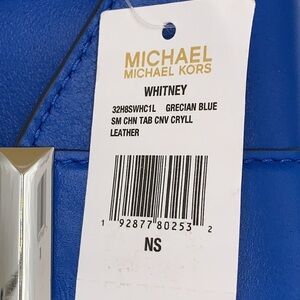 MICHAEL
MICHAEL KORS
WHITNEY
32H8SWHC1L GRECIAN BLUE
SM CHN TAB CNV CRYLL
LEATHER
1 92877 80253 2
NS